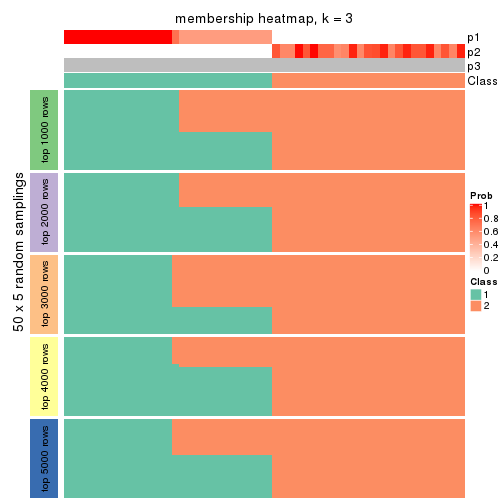 membership heatmap, k = 3
p1
p2
p3
Class
50 x 5 random samplings
top 1000 rows
top 2000 rows
top 3000 rows
top 4000 rows
top 5000 rows
Prob
1
0.8
0.6
0.4
0.2
0
Class
1
2